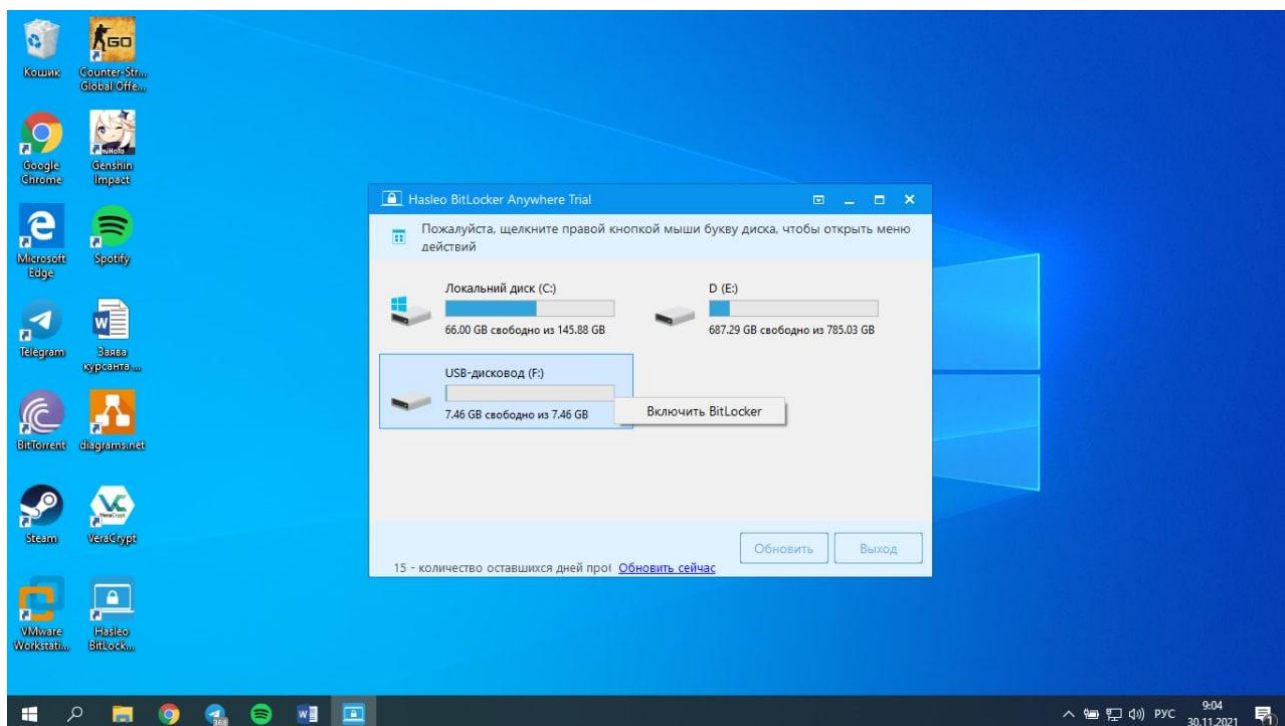 Кошик
Counter-Str...
Global Offe...
GO
Google
Chrome
Genshin
Impact
Microsoft
Edge
Spotify
Telegram
Заява
курсанта ...
BitTorrent
diagrams.net
Steam
VeraCrypt
VMware
Workstati...
Hasleo
BitLock...
Hasleo BitLocker Anywhere Trial
Пожалуйста, щелкните правой кнопкой мыши букву диска, чтобы открыть меню
действий
Локальний диск (C:)
66.00 GB свободно из 145.88 GB
D (E:)
687.29 GB свободно из 785.03 GB
USB-дисковод (F:)
7.46 GB свободно из 7.46 GB
Включить BitLocker
Обновить
Выход
15 - количество оставшихся дней про Обновить сейчас
368
РУС
9:04
30.11.2021